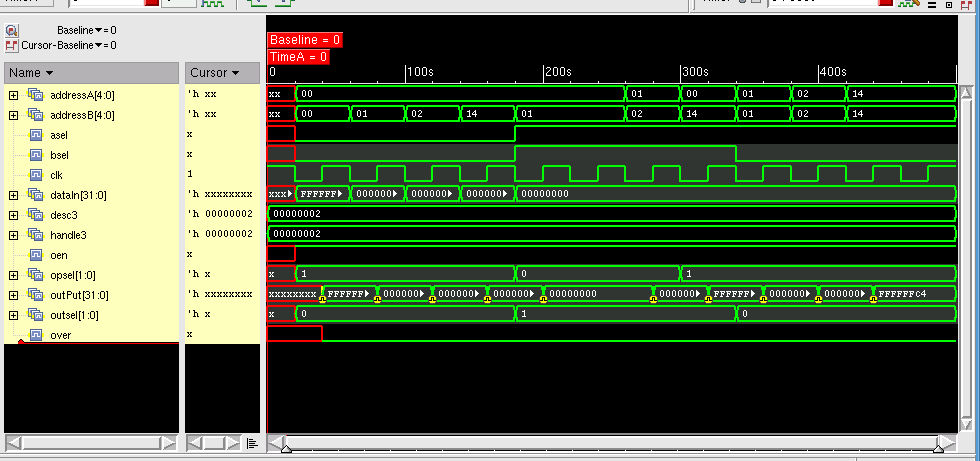 Baseline▾= 0
Cursor-Baseline▾= 0
Baseline = 0
TimeA = 0
Name ▾ Cursor ▾ 0 100s 200s 300s 400s
addressA[4:0] 'h xx xx 00 01 00 01 02 14
addressB[4:0] 'h xx xx 00 01 02 14 01 02 14 01 02 14
asel x
bsel x
clk 1
dataIn[31:0] 'h xxxxxxxx xxx▶ FFFFFF▶ 000000▶ 000000▶ 000000▶ 00000000
desc3 'h 00000002 00000002
handle3 'h 00000002 00000002
oen x
opsel[1:0] 'h x x 1 0 1
outPut[31:0] 'h xxxxxxxx xxxxxxxx FFFFFF▶ 000000▶ 000000▶ 000000▶ 00000000 000000▶ FFFFFF▶ 000000▶ 000000▶ FFFFFFC4
outsel[1:0] 'h x x 0 1 0
over x